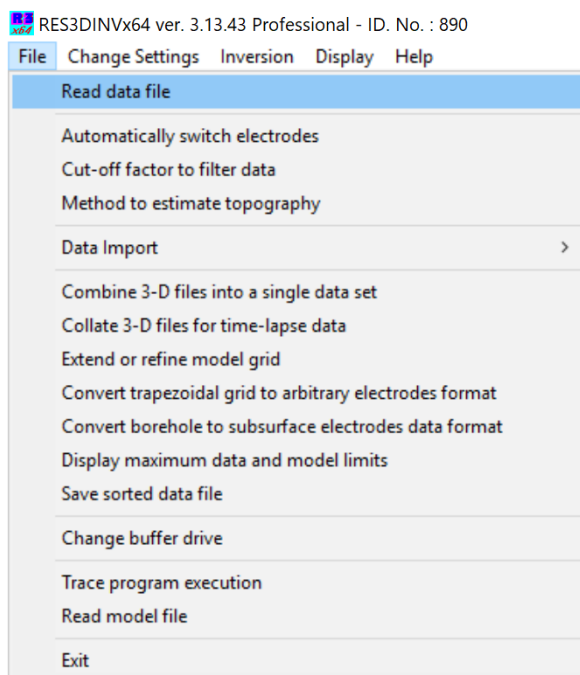 R3
x64
RES3DINVx64 ver. 3.13.43 Professional - ID. No. : 890
File Change Settings Inversion Display Help
Read data file
Automatically switch electrodes
Cut-off factor to filter data
Method to estimate topography
Data Import
Combine 3-D files into a single data set
Collate 3-D files for time-lapse data
Extend or refine model grid
Convert trapezoidal grid to arbitrary electrodes format
Convert borehole to subsurface electrodes data format
Display maximum data and model limits
Save sorted data file
Change buffer drive
Trace program execution
Read model file
Exit